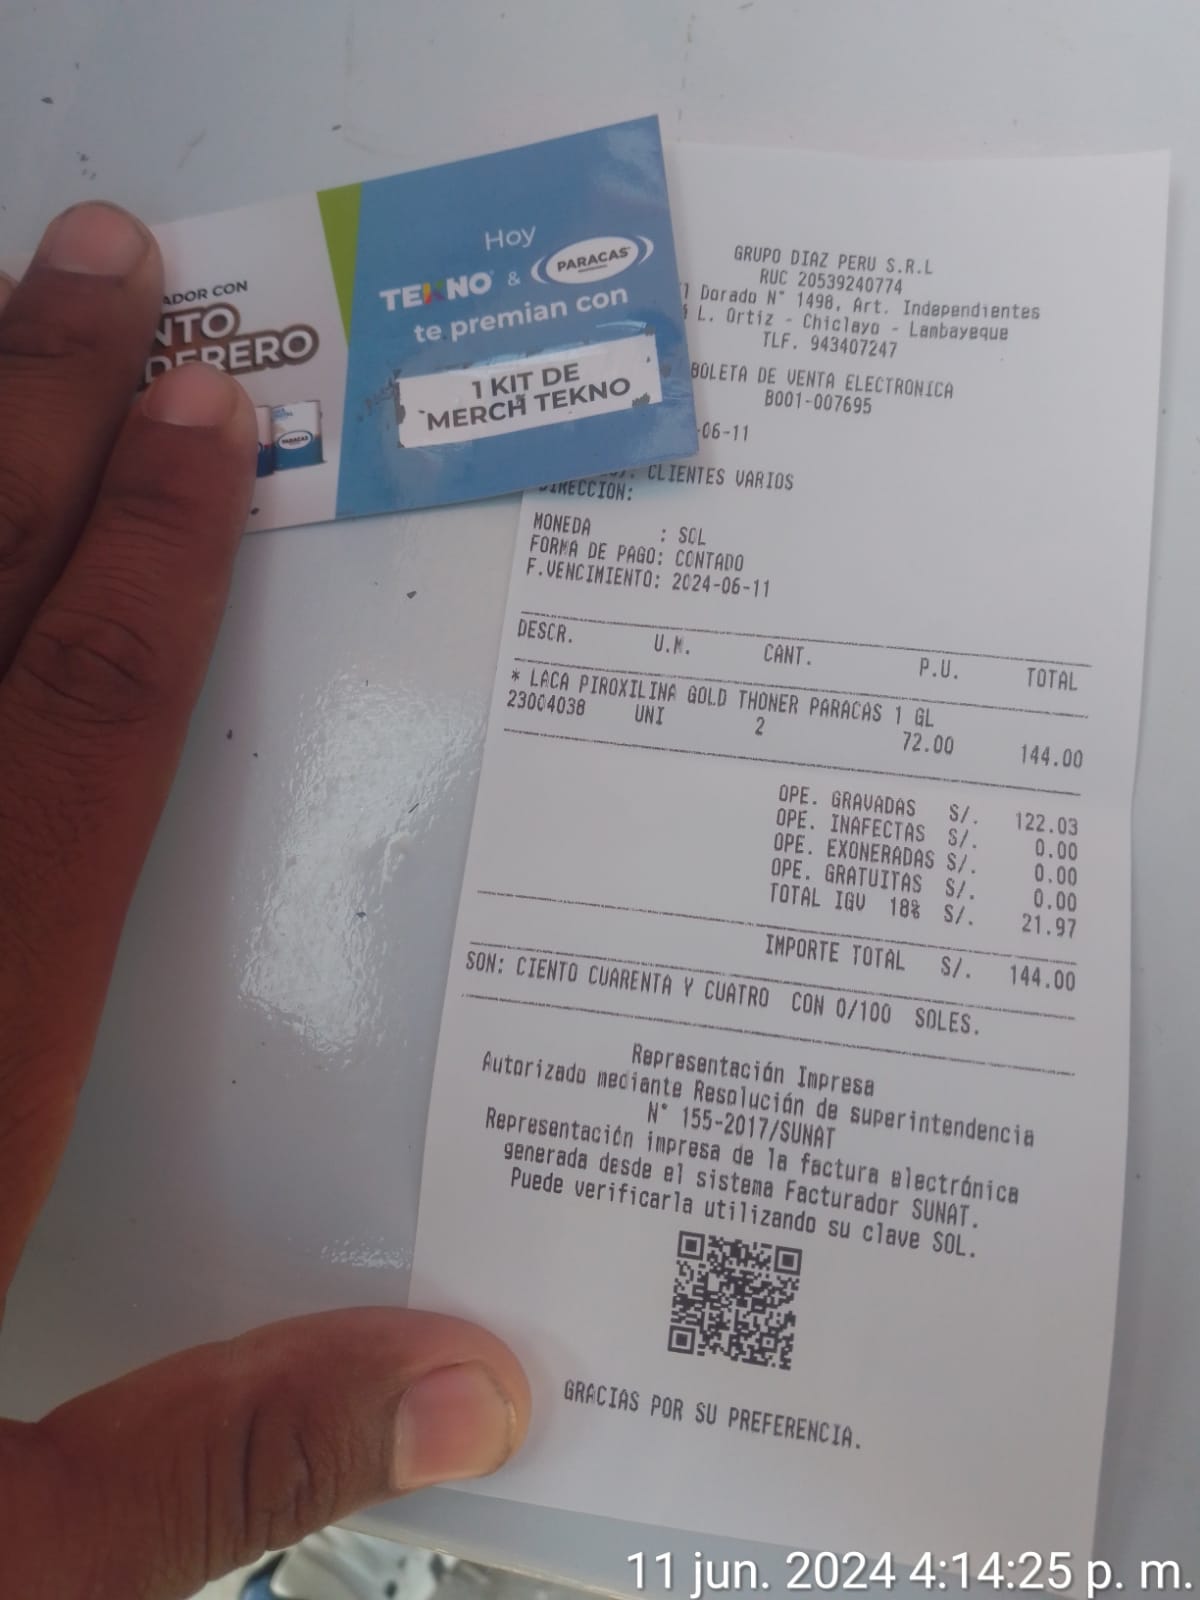 ADOR CON
NTO
DERERO
PARACAS
Hoy
TEKNO & PARACAS
te premian con
1 KIT DE
MERCH TEKNO
GRUPO DIAZ PERU S.R.L
RUC 20539240774
Dorado N° 1498, Art. Independientes
L. Ortiz - Chiclayo - Lambayeque
TLF. 943407247
BOLETA DE VENTA ELECTRONICA
B001-007695
-06-11
CLIENTES VARIOS
DIRECCION:
MONEDA : SOL
FORMA DE PAGO: CONTADO
F.VENCIMIENTO: 2024-06-11
DESCR. U.M. CANT. P.U. TOTAL
* LACA PIROXILINA GOLD THONER PARACAS 1 GL
23004038 UNI 2 72.00 144.00
OPE. GRAVADAS S/. 122.03
OPE. INAFECTAS S/. 0.00
OPE. EXONERADAS S/. 0.00
OPE. GRATUITAS S/. 0.00
TOTAL IGV 18% S/. 21.97
IMPORTE TOTAL S/. 144.00
SON: CIENTO CUARENTA Y CUATRO CON 0/100 SOLES.
Representación Impresa
Autorizado mediante Resolución de superintendencia
N° 155-2017/SUNAT
Representación impresa de la factura electrónica
generada desde el sistema Facturador SUNAT.
Puede verificarla utilizando su clave SOL.
GRACIAS POR SU PREFERENCIA.
11 jun. 2024 4:14:25 p. m.